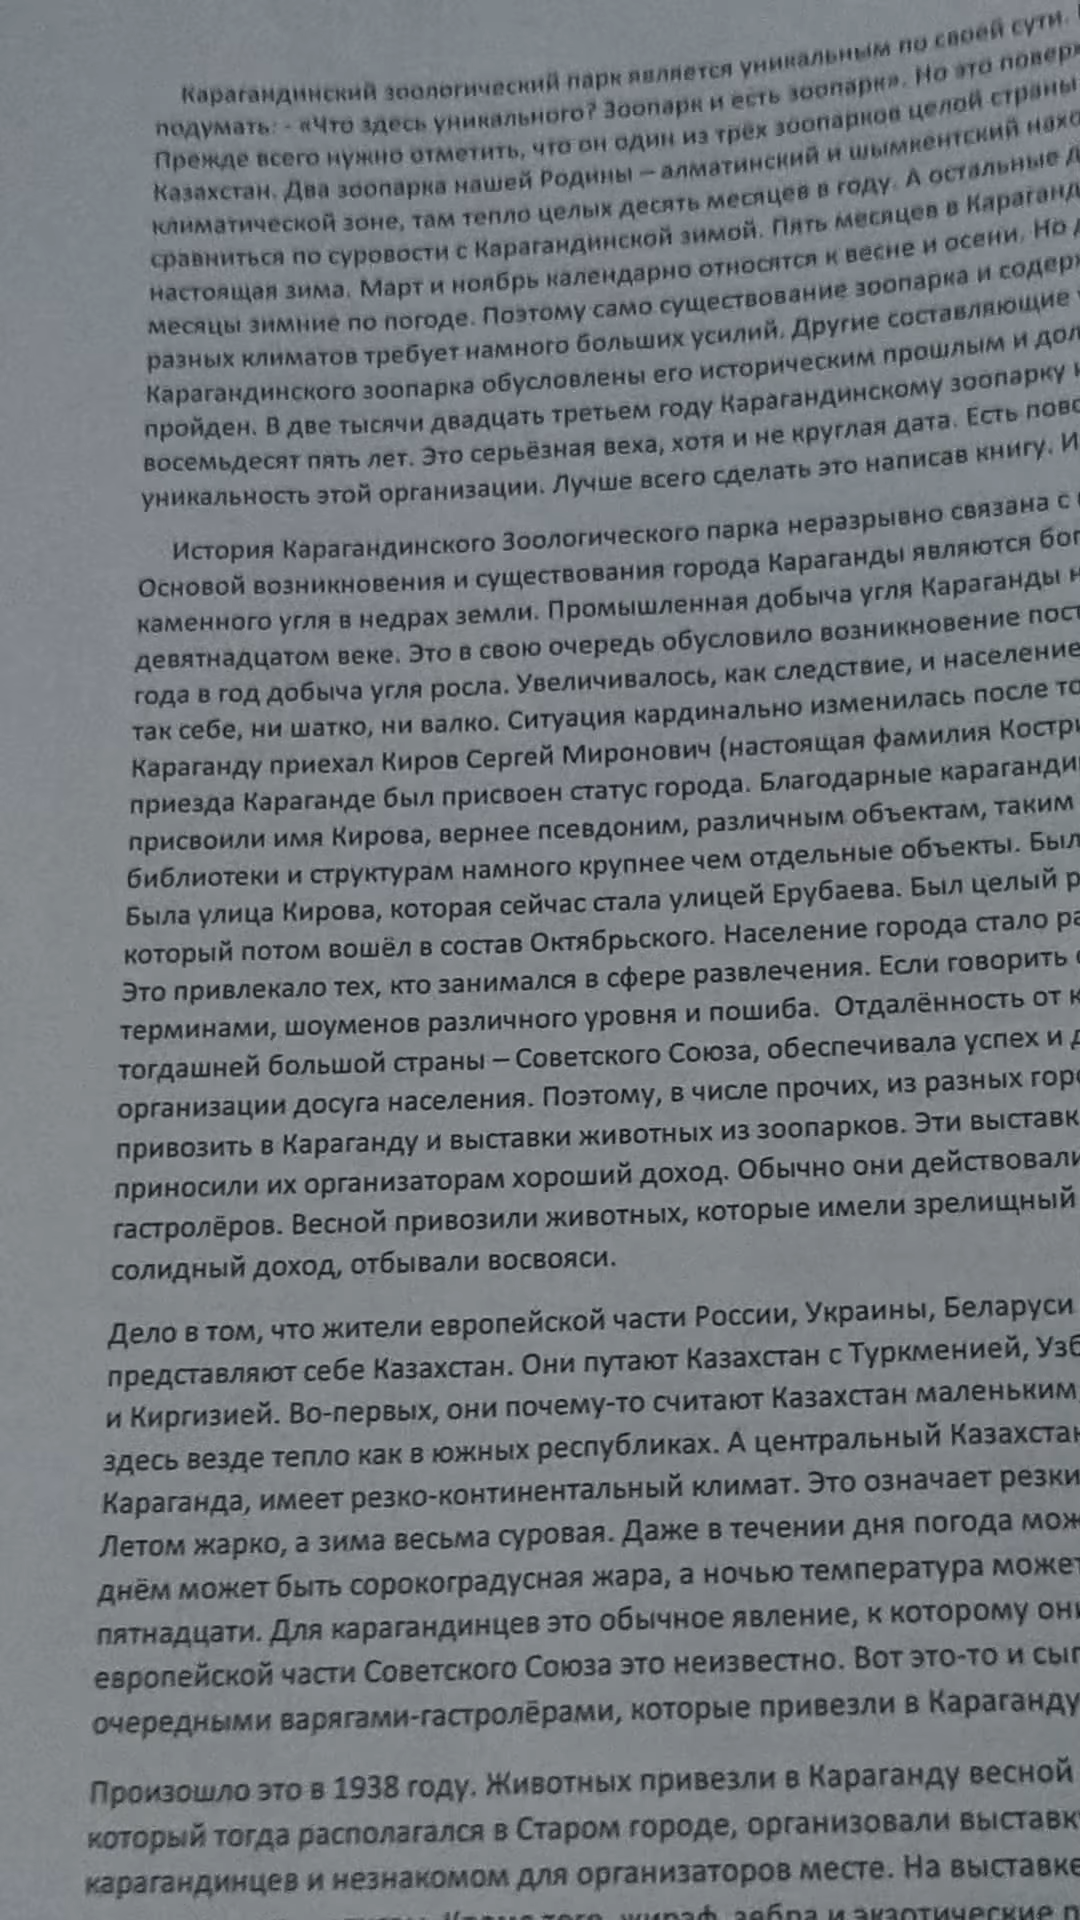 Карагандинский зоологический парк является уникальным по своей сути.
подумать: - «Что здесь уникального? Зоопарк и есть зоопарк». Но это
Прежде всего нужно отметить, что он один из трёх зоопарков целой страны
Казахстан. Два зоопарка нашей Родины – алматинский и шымкентский
климатической зоне, там тепло целых десять месяцев в году. А остальные
сравниться по суровости с Карагандинской зимой. Пять месяцев в
настоящая зима. Март и ноябрь календарно относятся к весне и осени. Но
месяцы зимние по погоде. Поэтому само существование зоопарка и
разных климатов требует намного больших усилий. Другие составляющие
Карагандинского зоопарка обусловлены его историческим прошлым и
пройден. В две тысячи двадцать третьем году Карагандинскому зоопарку
восемьдесят пять лет. Это серьёзная веха, хотя и не круглая дата. Есть
уникальность этой организации. Лучше всего сделать это написав книгу. И
История Карагандинского Зоологического парка неразрывно связана с
Основой возникновения и существования города Караганды являются
каменного угля в недрах земли. Промышленная добыча угля Караганды
девятнадцатом веке. Это в свою очередь обусловило возникновение
года в год добыча угля росла. Увеличивалось, как следствие, и население
так себе, ни шатко, ни валко. Ситуация кардинально изменилась после
Караганду приехал Киров Сергей Миронович (настоящая фамилия
приезда Караганде был присвоен статус города. Благодарные
присвоили имя Кирова, вернее псевдоним, различным объектам, таким
библиотеки и структурам намного крупнее чем отдельные объекты.
Была улица Кирова, которая сейчас стала улицей Ерубаева. Был целый
который потом вошёл в состав Октябрьского. Население города стало
Это привлекало тех, кто занимался в сфере развлечения. Если говорить
терминами, шоуменов различного уровня и пошиба. Отдалённость от
тогдашней большой страны – Советского Союза, обеспечивала успех и
организации досуга населения. Поэтому, в числе прочих, из разных
привозить в Караганду и выставки животных из зоопарков. Эти
приносили их организаторам хороший доход. Обычно они действовали
гастролёров. Весной привозили животных, которые имели зрелищный
солидный доход, отбывали восвояси.
Дело в том, что жители европейской части России, Украины, Беларуси
представляют себе Казахстан. Они путают Казахстан с Туркменией,
и Киргизией. Во-первых, они почему-то считают Казахстан маленьким
здесь везде тепло как в южных республиках. А центральный
Караганда, имеет резко-континентальный климат. Это означает
Летом жарко, а зима весьма суровая. Даже в течении дня погода
днём может быть сорокоградусная жара, а ночью температура может
пятнадцати. Для карагандинцев это обычное явление, к которому
европейской части Советского Союза это неизвестно. Вот это-то и
очередными варягами-гастролёрами, которые привезли в Караганду
Произошло это в 1938 году. Животных привезли в Караганду весной
который тогда располагался в Старом городе, организовали
карагандинцев и незнакомом для организаторов месте. На выставке
жираф, зебра и экзотические